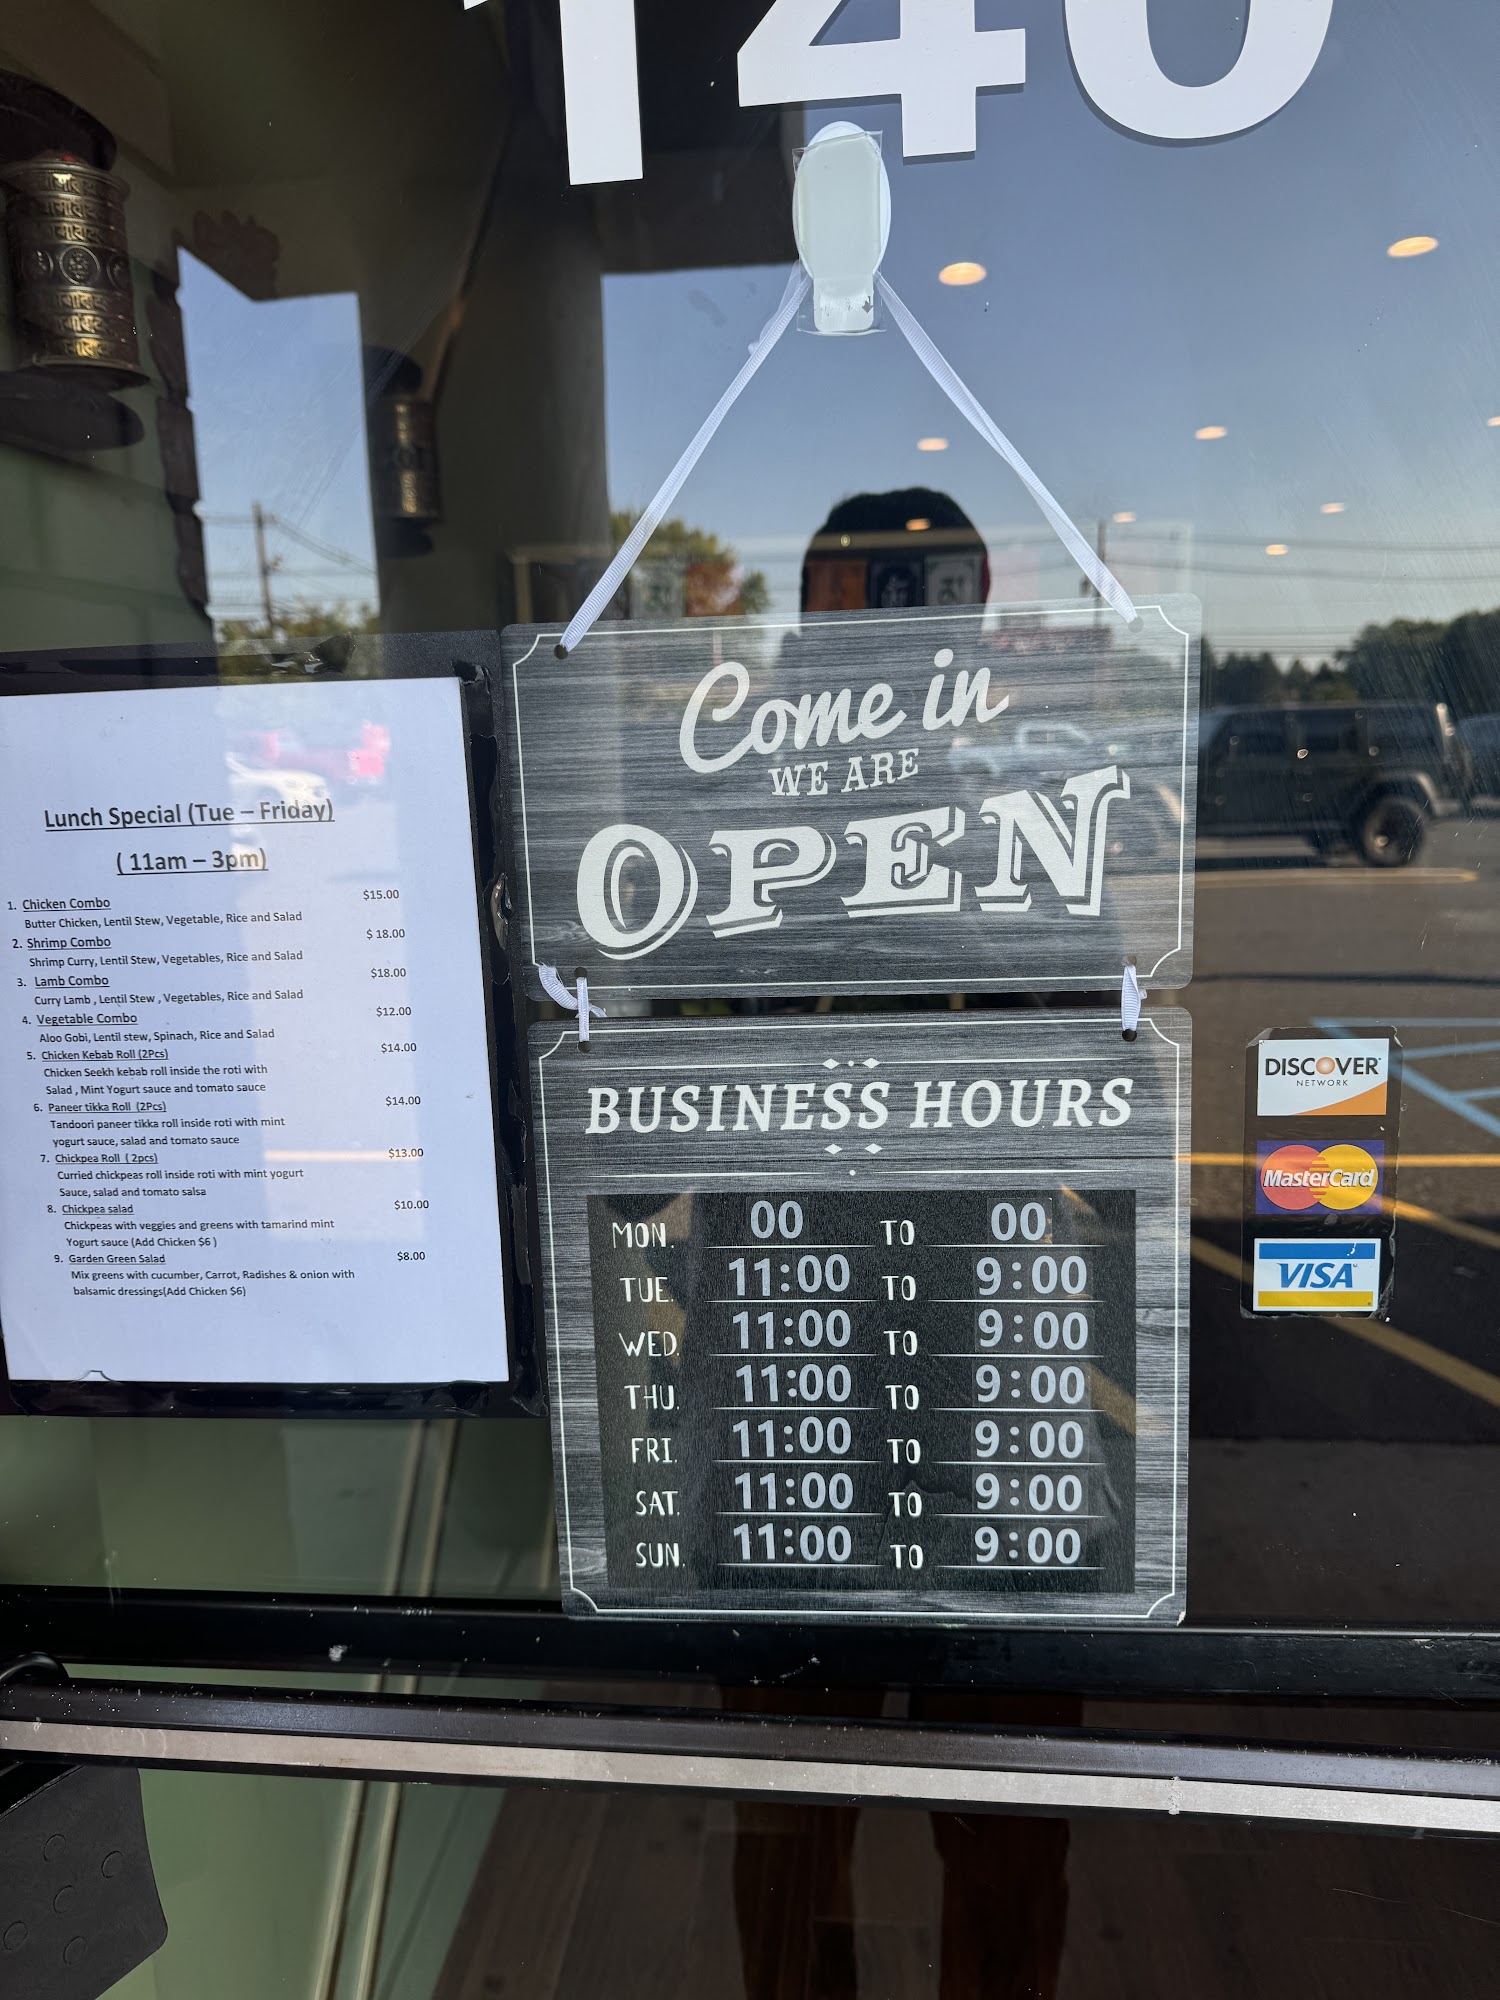 140
Lunch Special (Tue – Friday)
( 11am – 3pm)
1. Chicken Combo $15.00
Butter Chicken, Lentil Stew, Vegetable, Rice and Salad
2. Shrimp Combo $ 18.00
Shrimp Curry, Lentil Stew, Vegetables, Rice and Salad
3. Lamb Combo $18.00
Curry Lamb , Lentil Stew , Vegetables, Rice and Salad
4. Vegetable Combo $12.00
Aloo Gobi, Lentil stew, Spinach, Rice and Salad
5. Chicken Kebab Roll (2Pcs) $14.00
Chicken Seekh kebab roll inside the roti with
Salad , Mint Yogurt sauce and tomato sauce
6. Paneer tikka Roll (2Pcs) $14.00
Tandoori paneer tikka roll inside roti with mint
yogurt sauce, salad and tomato sauce
7. Chickpea Roll ( 2pcs) $13.00
Curried chickpeas roll inside roti with mint yogurt
Sauce, salad and tomato salsa
8. Chickpea salad $10.00
Chickpeas with veggies and greens with tamarind mint
Yogurt sauce (Add Chicken $6 )
9. Garden Green Salad $8.00
Mix greens with cucumber, Carrot, Radishes & onion with
balsamic dressings(Add Chicken $6)
Come in
WE ARE
OPEN
BUSINESS HOURS
MON. 00 TO 00
TUE. 11:00 TO 9:00
WED. 11:00 TO 9:00
THU. 11:00 TO 9:00
FRI. 11:00 TO 9:00
SAT. 11:00 TO 9:00
SUN. 11:00 TO 9:00
DISCOVER
NETWORK
MasterCard
VISA